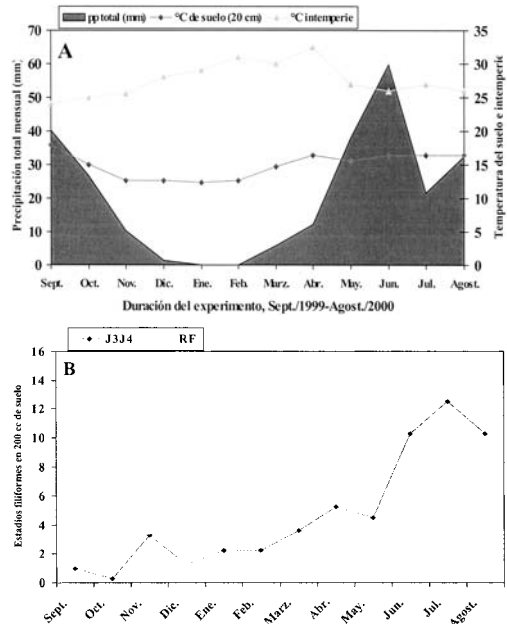 pp total (mm) °C de suelo (20 cm) °C intemperie
A
Precipitación total mensual (mm)
70
60
50
40
30
20
10
0
Temperatura del suelo e intemperie
35
30
25
20
15
10
5
0
Sept. Oct. Nov. Dic. Ene. Feb. Marz. Abr. May. Jun. Jul. Agost.
Duración del experimento, Sept./1999-Agost./2000
J3J4 RF
B
Estadios filiformes en 200 cc de suelo
16
14
12
10
8
6
4
2
0
Sept. Oct. Nov. Dic. Ene. Feb. Marz. Abr. May. Jun. Jul. Agost.